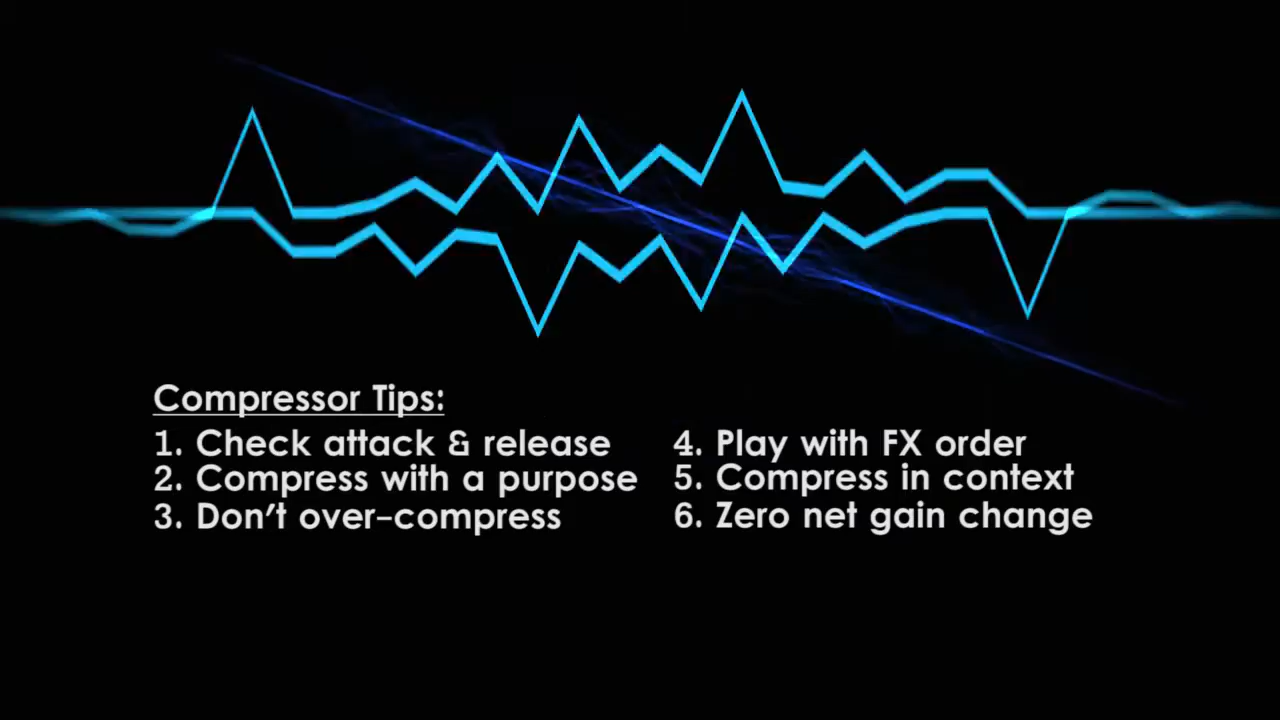 Compressor Tips:
1. Check attack & release
2. Compress with a purpose
3. Don't over-compress
4. Play with FX order
5. Compress in context
6. Zero net gain change